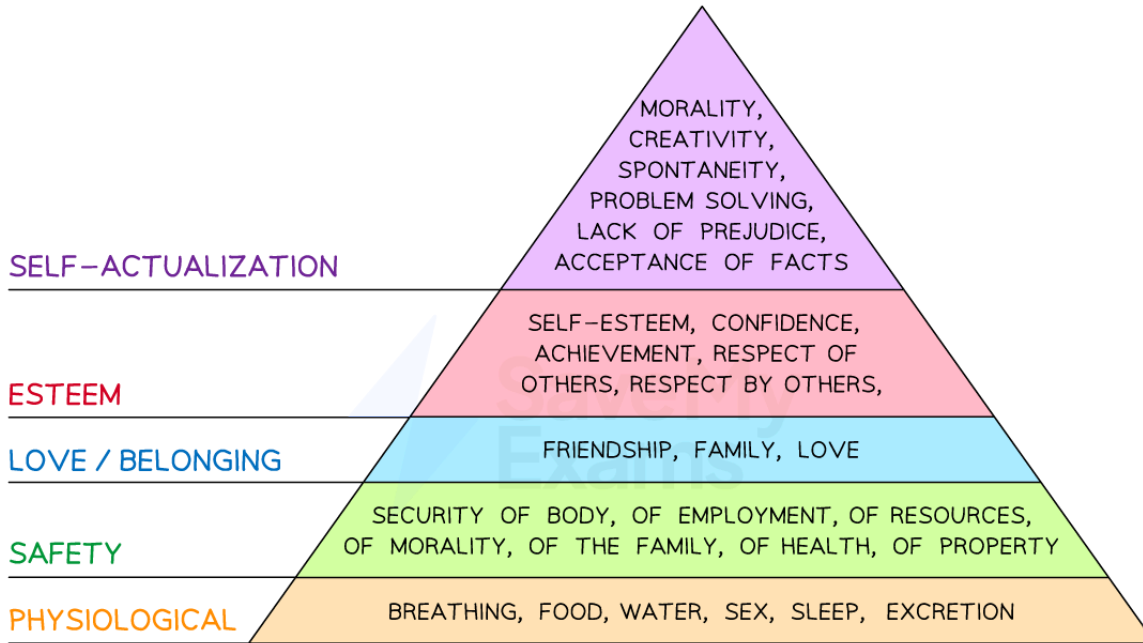 MORALITY,
CREATIVITY,
SPONTANEITY,
PROBLEM SOLVING,
LACK OF PREJUDICE,
SELF-ACTUALIZATION
ACCEPTANCE OF FACTS
SELF-ESTEEM, CONFIDENCE,
ACHIEVEMENT, RESPECT OF
ESTEEM
OTHERS, RESPECT BY OTHERS,
SaveMy
Exams
LOVE / BELONGING
FRIENDSHIP, FAMILY, LOVE
SECURITY OF BODY, OF EMPLOYMENT, OF RESOURCES,
SAFETY
OF MORALITY, OF THE FAMILY, OF HEALTH, OF PROPERTY
PHYSIOLOGICAL
BREATHING, FOOD, WATER, SEX, SLEEP, EXCRETION